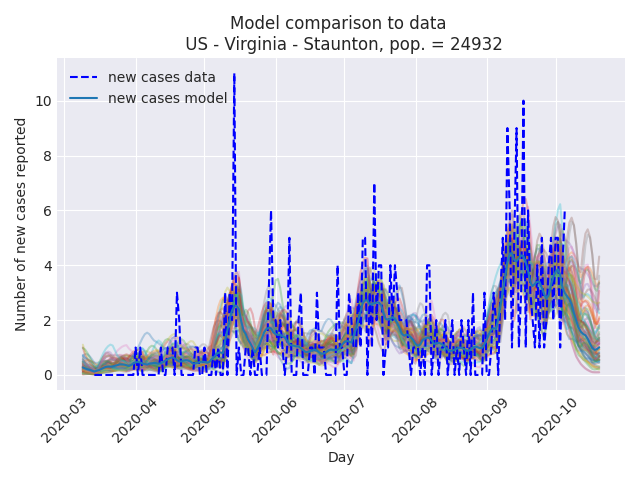 Model comparison to data
US - Virginia - Staunton, pop. = 24932
new cases data
new cases model
Number of new cases reported
10
8
6
4
2
0
2020-03
2020-04
2020-05
2020-06
2020-07
2020-08
2020-09
2020-10
Day